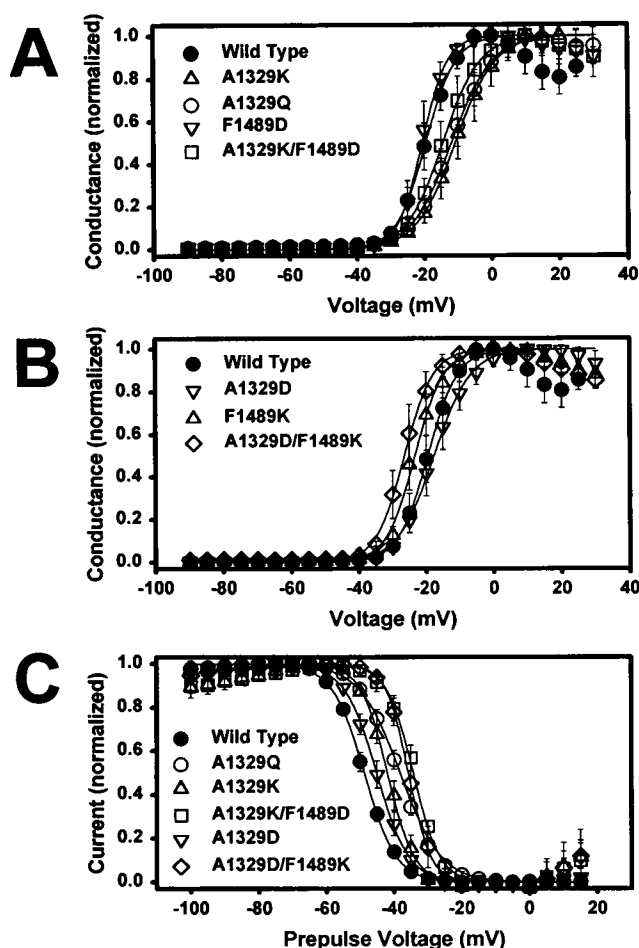 A
Conductance (normalized)
1.0
0.8
0.6
0.4
0.2
0.0
Wild Type
A1329K
A1329Q
F1489D
A1329K/F1489D
-100 -80 -60 -40 -20 0 20 40
Voltage (mV)
B
Conductance (normalized)
1.0
0.8
0.6
0.4
0.2
0.0
Wild Type
A1329D
F1489K
A1329D/F1489K
-100 -80 -60 -40 -20 0 20 40
Voltage (mV)
C
Current (normalized)
1.0
0.8
0.6
0.4
0.2
0.0
Wild Type
A1329Q
A1329K
A1329K/F1489D
A1329D
A1329D/F1489K
-100 -80 -60 -40 -20 0 20
Prepulse Voltage (mV)